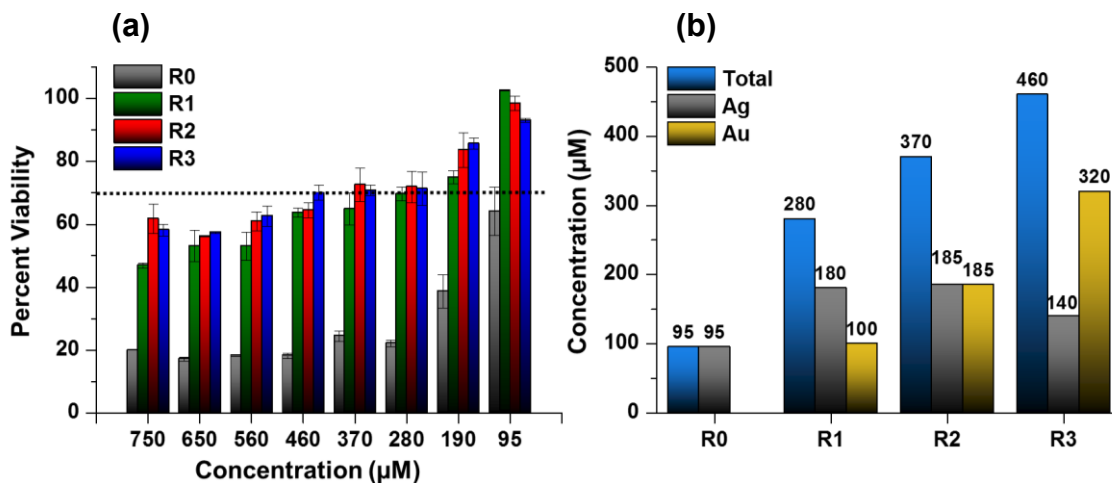 (a)
R0
R1
R2
R3
100
80
60
40
20
0
Percent Viability
750 650 560 460 370 280 190 95
Concentration (µM)
(b)
Total
Ag
Au
500
400
300
200
100
0
Concentration (µM)
95 95
280
180
100
370
185 185
460
140
320
R0 R1 R2 R3